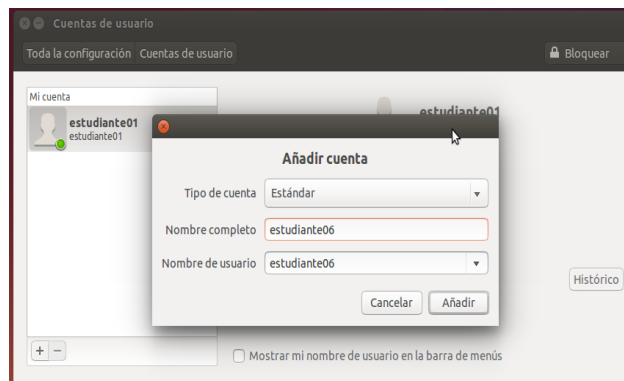 Cuentas de usuario
Toda la configuración Cuentas de usuario Bloquear
Mi cuenta
estudiante01
estudiante01
estudiante01
Añadir cuenta
Tipo de cuenta Estándar
Nombre completo estudiante06
Nombre de usuario estudiante06
Cancelar Añadir
Histórico
+ −
Mostrar mi nombre de usuario en la barra de menús